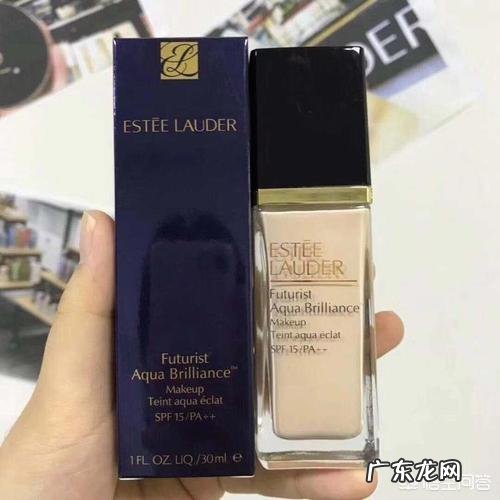 ESTĒE LAUDER
Futurist
Aqua Brilliance™
Makeup
Teint aqua éclat
SPF 15/PA++
1 FL. OZ. LIQ./30ml e
ESTĒE
LAUDER
Futurist
Aqua Brilliance
Makeup
Teint aqua éclat
SPF 15/PA++
LAUDER
广东龙网